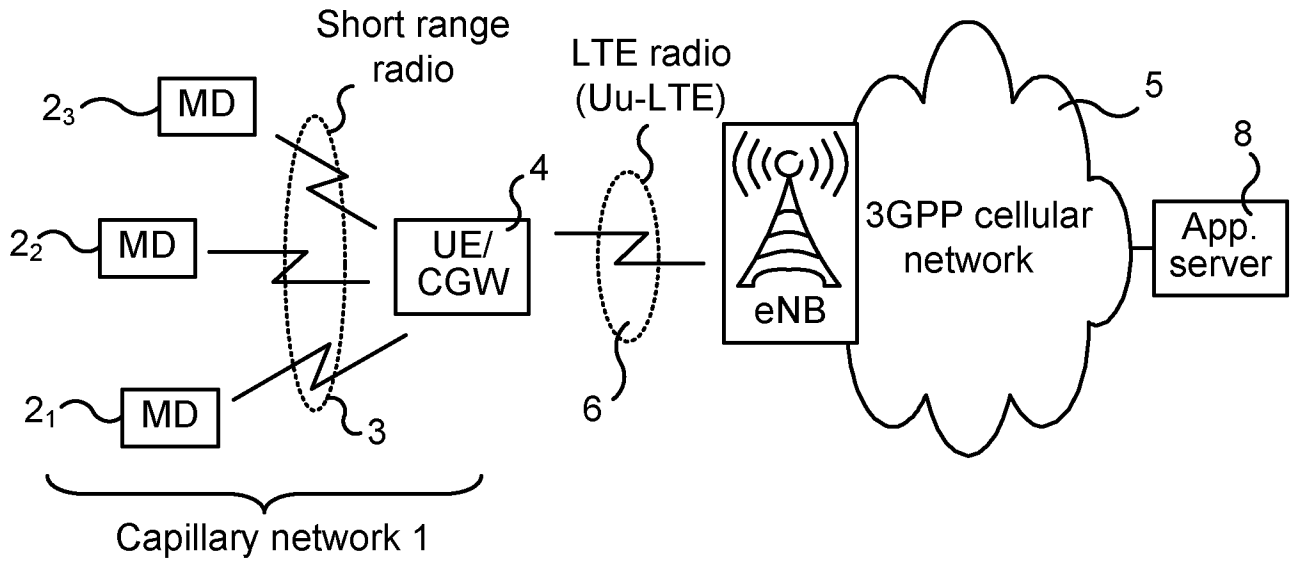 Short range
radio
LTE radio
(Uu-LTE)
2₃
MD
5
8
4
2₂
MD
UE/
CGW
3GPP cellular
network
App.
server
eNB
2₁
MD
3
6
Capillary network 1